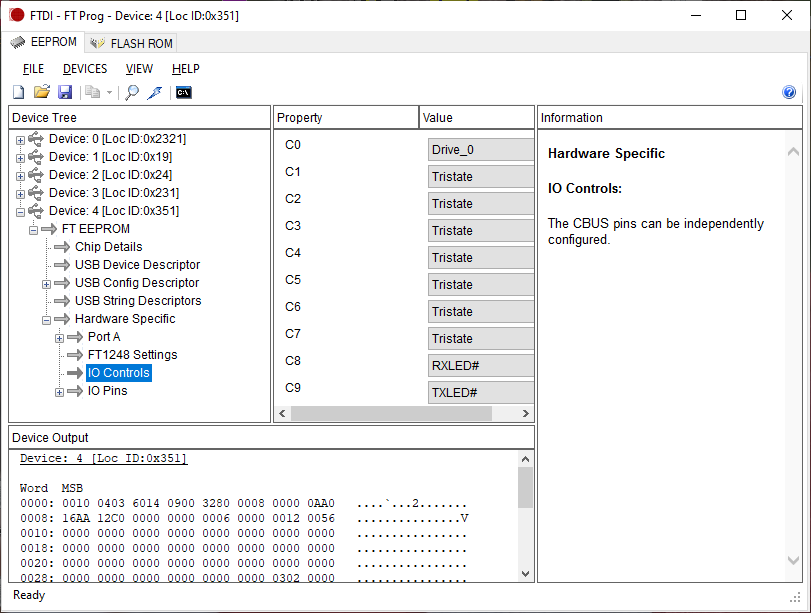 FTDI - FT Prog - Device: 4 [Loc ID:0x351]
EEPROM FLASH ROM
FILE DEVICES VIEW HELP
C:\
Device Tree
Device: 0 [Loc ID:0x2321]
Device: 1 [Loc ID:0x19]
Device: 2 [Loc ID:0x24]
Device: 3 [Loc ID:0x231]
Device: 4 [Loc ID:0x351]
FT EEPROM
Chip Details
USB Device Descriptor
USB Config Descriptor
USB String Descriptors
Hardware Specific
Port A
FT1248 Settings
IO Controls
IO Pins
Property Value
C0 Drive_0
C1 Tristate
C2 Tristate
C3 Tristate
C4 Tristate
C5 Tristate
C6 Tristate
C7 Tristate
C8 RXLED#
C9 TXLED#
Information
Hardware Specific
IO Controls:
The CBUS pins can be independently
configured.
Device Output
Device: 4 [Loc ID:0x351]
Word MSB
0000: 0010 0403 6014 0900 3280 0008 0000 0AA0 ....`...2.......
0008: 16AA 12C0 0000 0000 0006 0000 0012 0056 ...............V
0010: 0000 0000 0000 0000 0000 0000 0000 0000 ................
0018: 0000 0000 0000 0000 0000 0000 0000 0000 ................
0020: 0000 0000 0000 0000 0000 0000 0000 0000 ................
0028: 0000 0000 0000 0000 0000 0000 0302 0000 ................
Ready